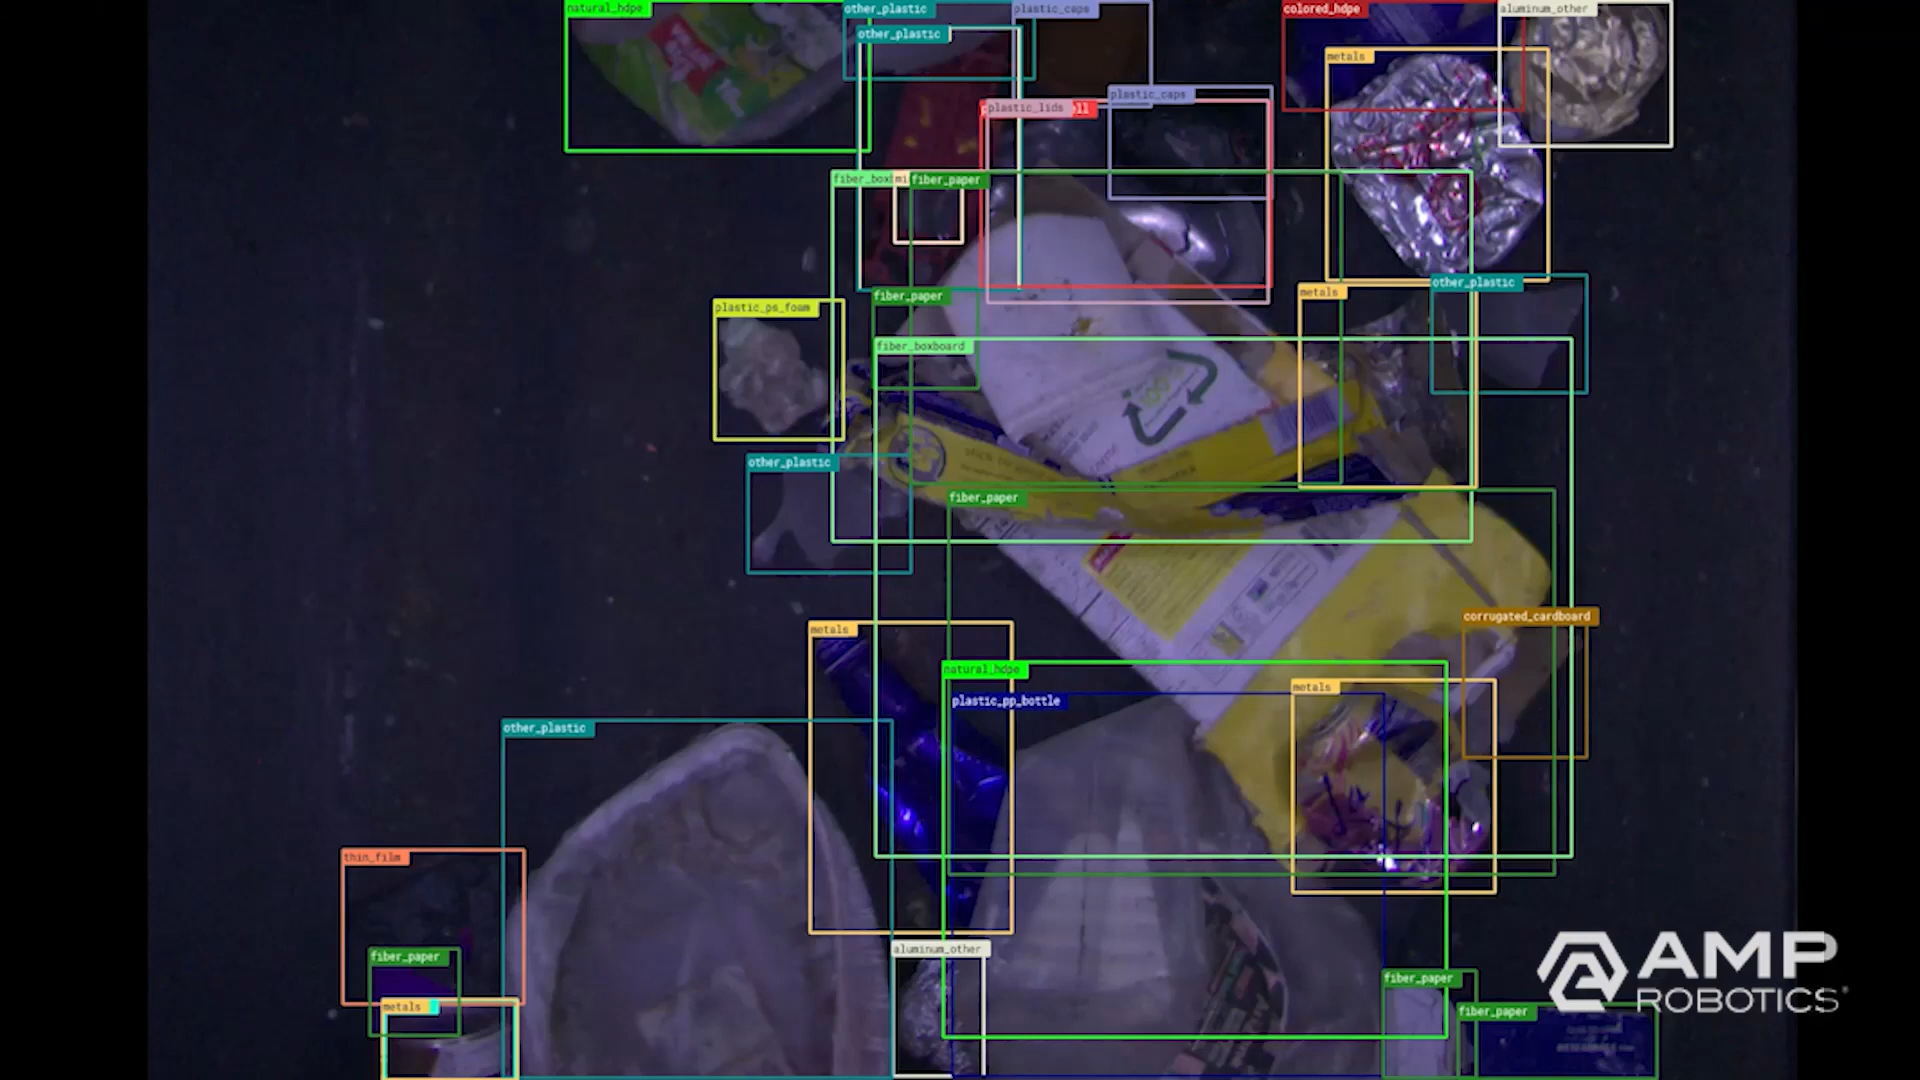 natural_hdpe
other_plastic
plastic_caps
colored_hdpe
aluminum_other
other_plastic
metals
plastic_caps
plastic_lids
fiber_paper
other_plastic
metals
fiber_paper
plastic_ps_foam
fiber_boxboard
100%
other_plastic
fiber_paper
corrugated_cardboard
metals
natural_hdpe
metals
plastic_pp_bottle
other_plastic
thin_film
aluminum_other
fiber_paper
fiber_paper
metals
fiber_paper
AMP
ROBOTICS